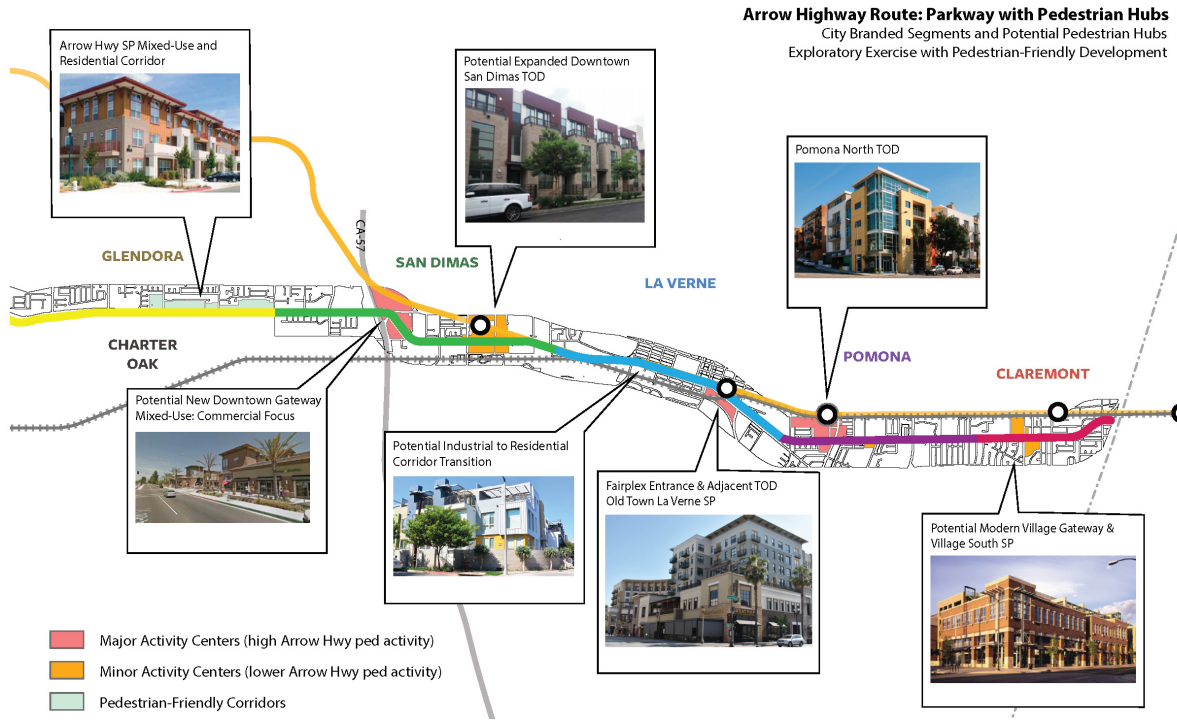 Arrow Highway Route: Parkway with Pedestrian Hubs
City Branded Segments and Potential Pedestrian Hubs
Exploratory Exercise with Pedestrian-Friendly Development
Arrow Hwy SP Mixed-Use and
Residential Corridor
Potential Expanded Downtown
San Dimas TOD
Pomona North TOD
CA-57
GLENDORA
SAN DIMAS
LA VERNE
CHARTER
OAK
POMONA
CLAREMONT
Potential New Downtown Gateway
Mixed-Use: Commercial Focus
Potential Industrial to Residential
Corridor Transition
Fairplex Entrance & Adjacent TOD
Old Town La Verne SP
Potential Modern Village Gateway &
Village South SP
Major Activity Centers (high Arrow Hwy ped activity)
Minor Activity Centers (lower Arrow Hwy ped activity)
Pedestrian-Friendly Corridors